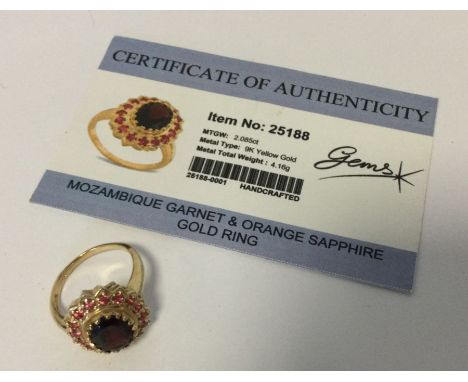 CERTIFICATE OF AUTHENTICITY
Item No: 25188
MTGW: 2.085ct
Metal Type: 9K Yellow Gold
Metal Total Weight: 4.16g
25188-0001 HANDCRAFTED
Gems
MOZAMBIQUE GARNET & ORANGE SAPPHIRE
GOLD RING